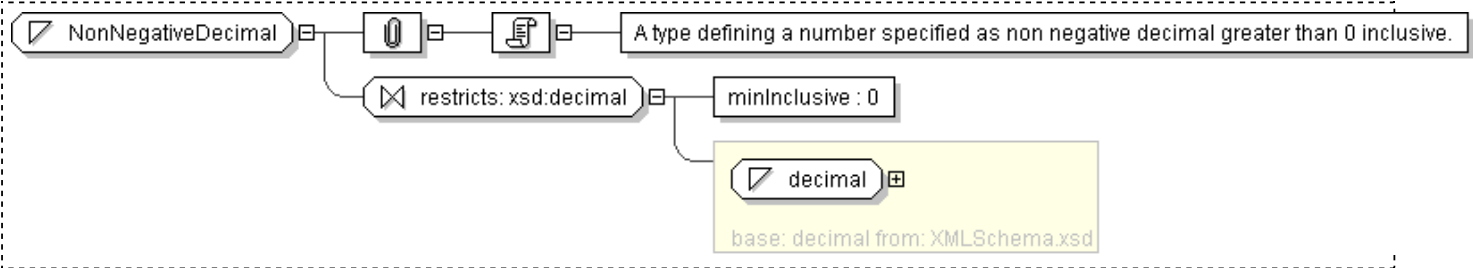 NonNegativeDecimal
A type defining a number specified as non negative decimal greater than 0 inclusive.
restricts: xsd:decimal
minInclusive : 0
decimal
base: decimal from: XMLSchema.xsd